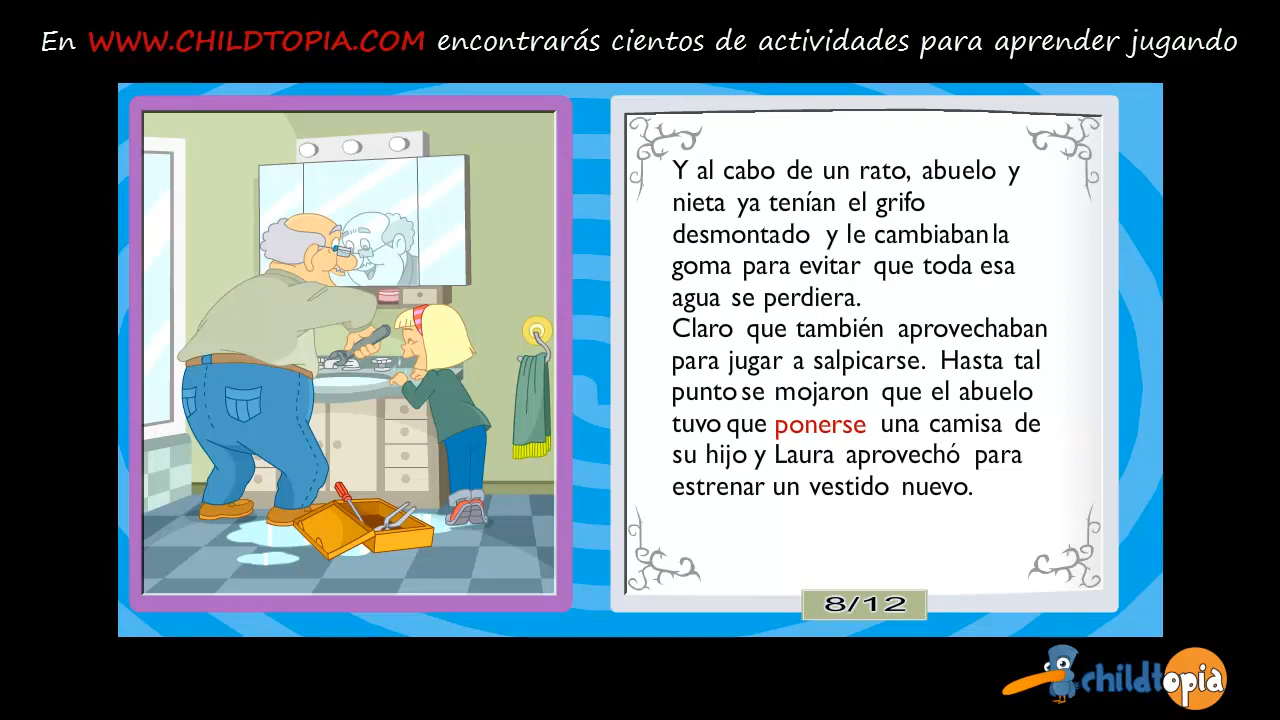 En WWW.CHILDTOPIA.COM encontrarás cientos de actividades para aprender jugando
Y al cabo de un rato, abuelo y
nieta ya tenían el grifo
desmontado y le cambiaban la
goma para evitar que toda esa
agua se perdiera.
Claro que también aprovechaban
para jugar a salpicarse. Hasta tal
punto se mojaron que el abuelo
tuvo que ponerse una camisa de
su hijo y Laura aprovechó para
estrenar un vestido nuevo.
8/12
childtopia